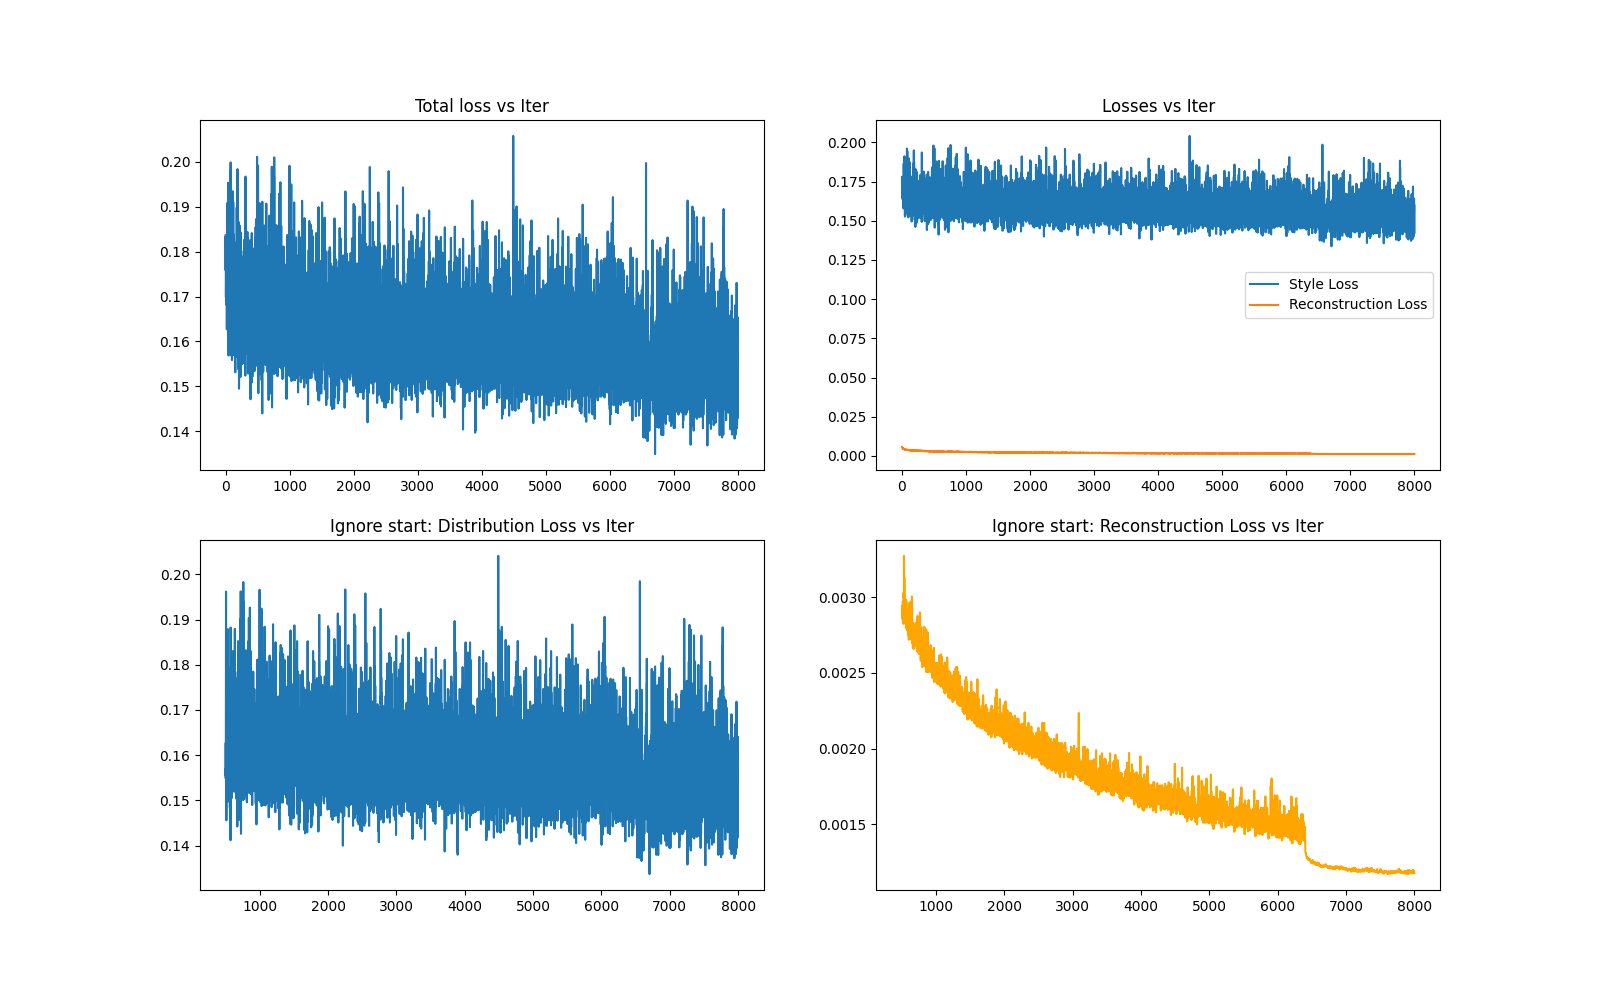 Total loss vs Iter
0.20
0.19
0.18
0.17
0.16
0.15
0.14
0 1000 2000 3000 4000 5000 6000 7000 8000
Losses vs Iter
0.200
0.175
0.150
0.125
0.100
0.075
0.050
0.025
0.000
Style Loss
Reconstruction Loss
0 1000 2000 3000 4000 5000 6000 7000 8000
Ignore start: Distribution Loss vs Iter
0.20
0.19
0.18
0.17
0.16
0.15
0.14
1000 2000 3000 4000 5000 6000 7000 8000
Ignore start: Reconstruction Loss vs Iter
0.0030
0.0025
0.0020
0.0015
1000 2000 3000 4000 5000 6000 7000 8000